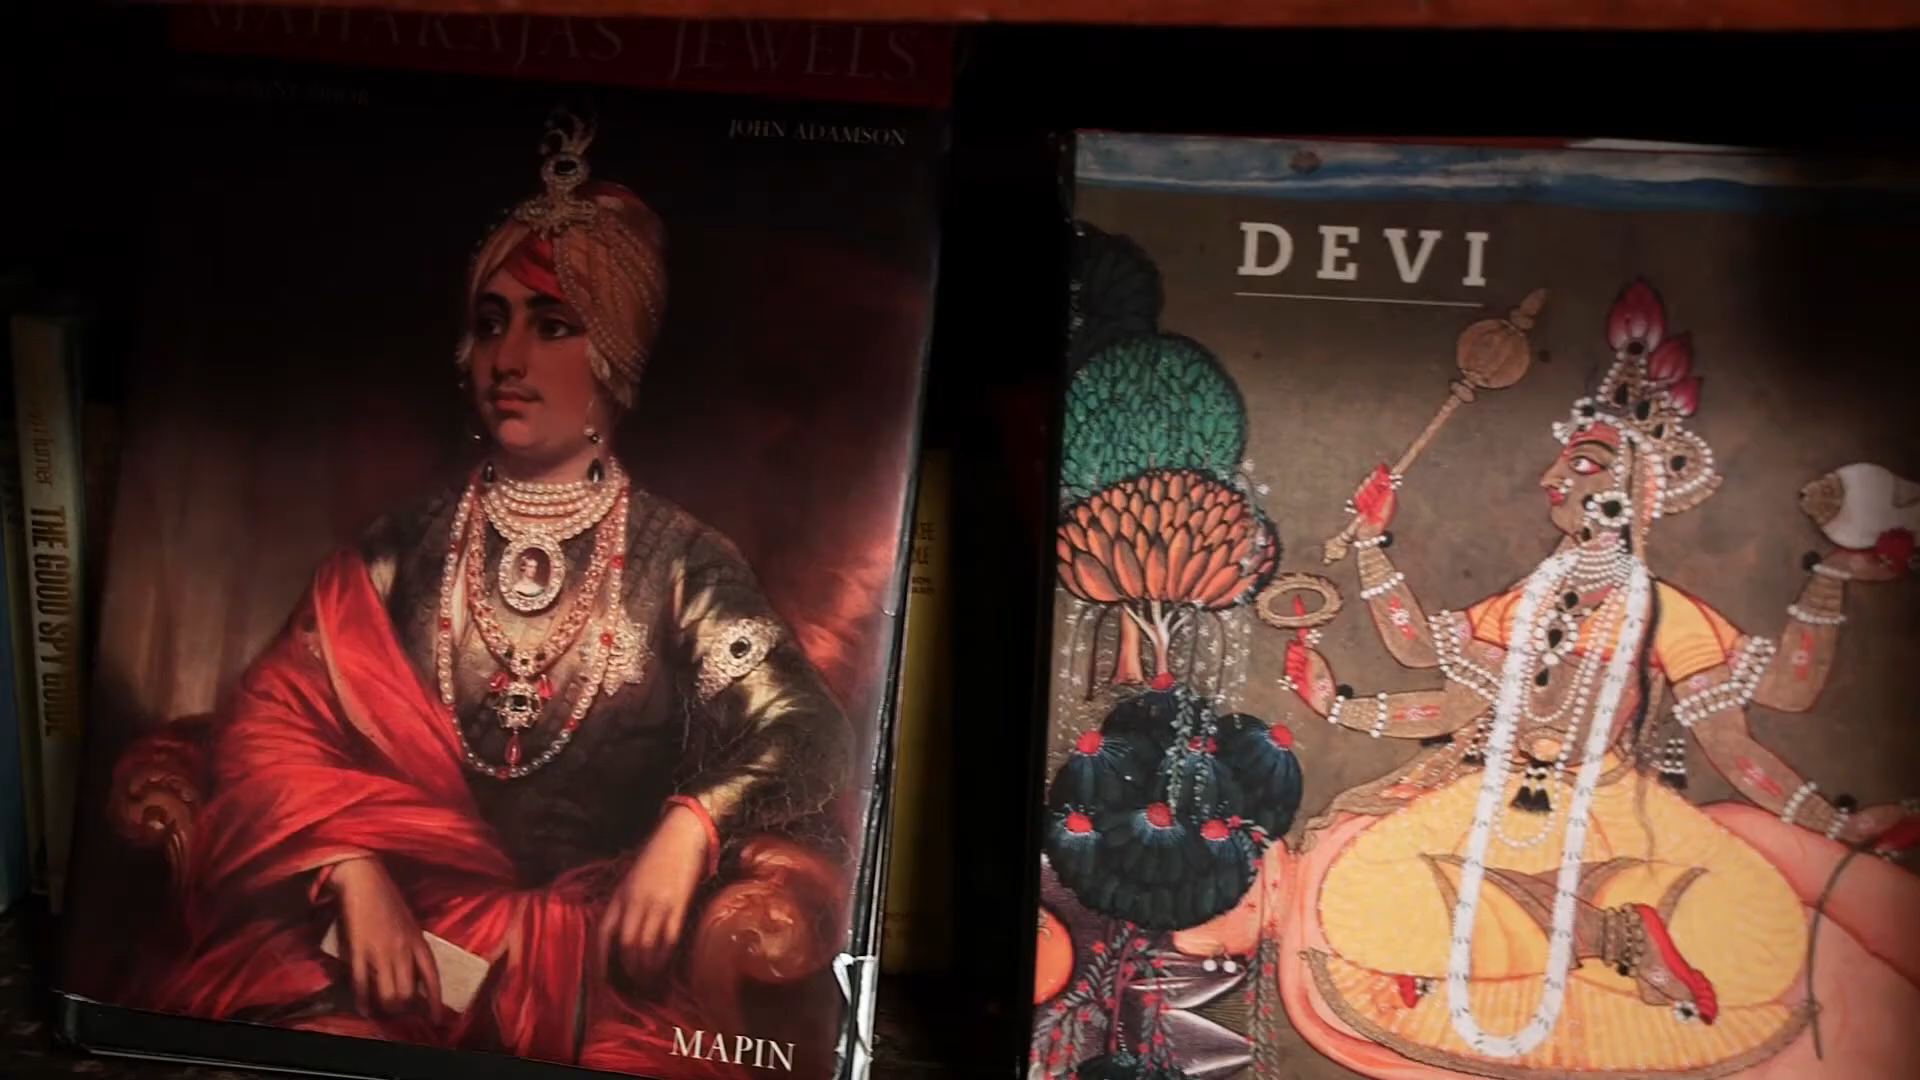 MAHARAJAS' JEWELS
JOHN ADAMSON
MAPIN
DEVI
THE GOOD SPY GUIDE